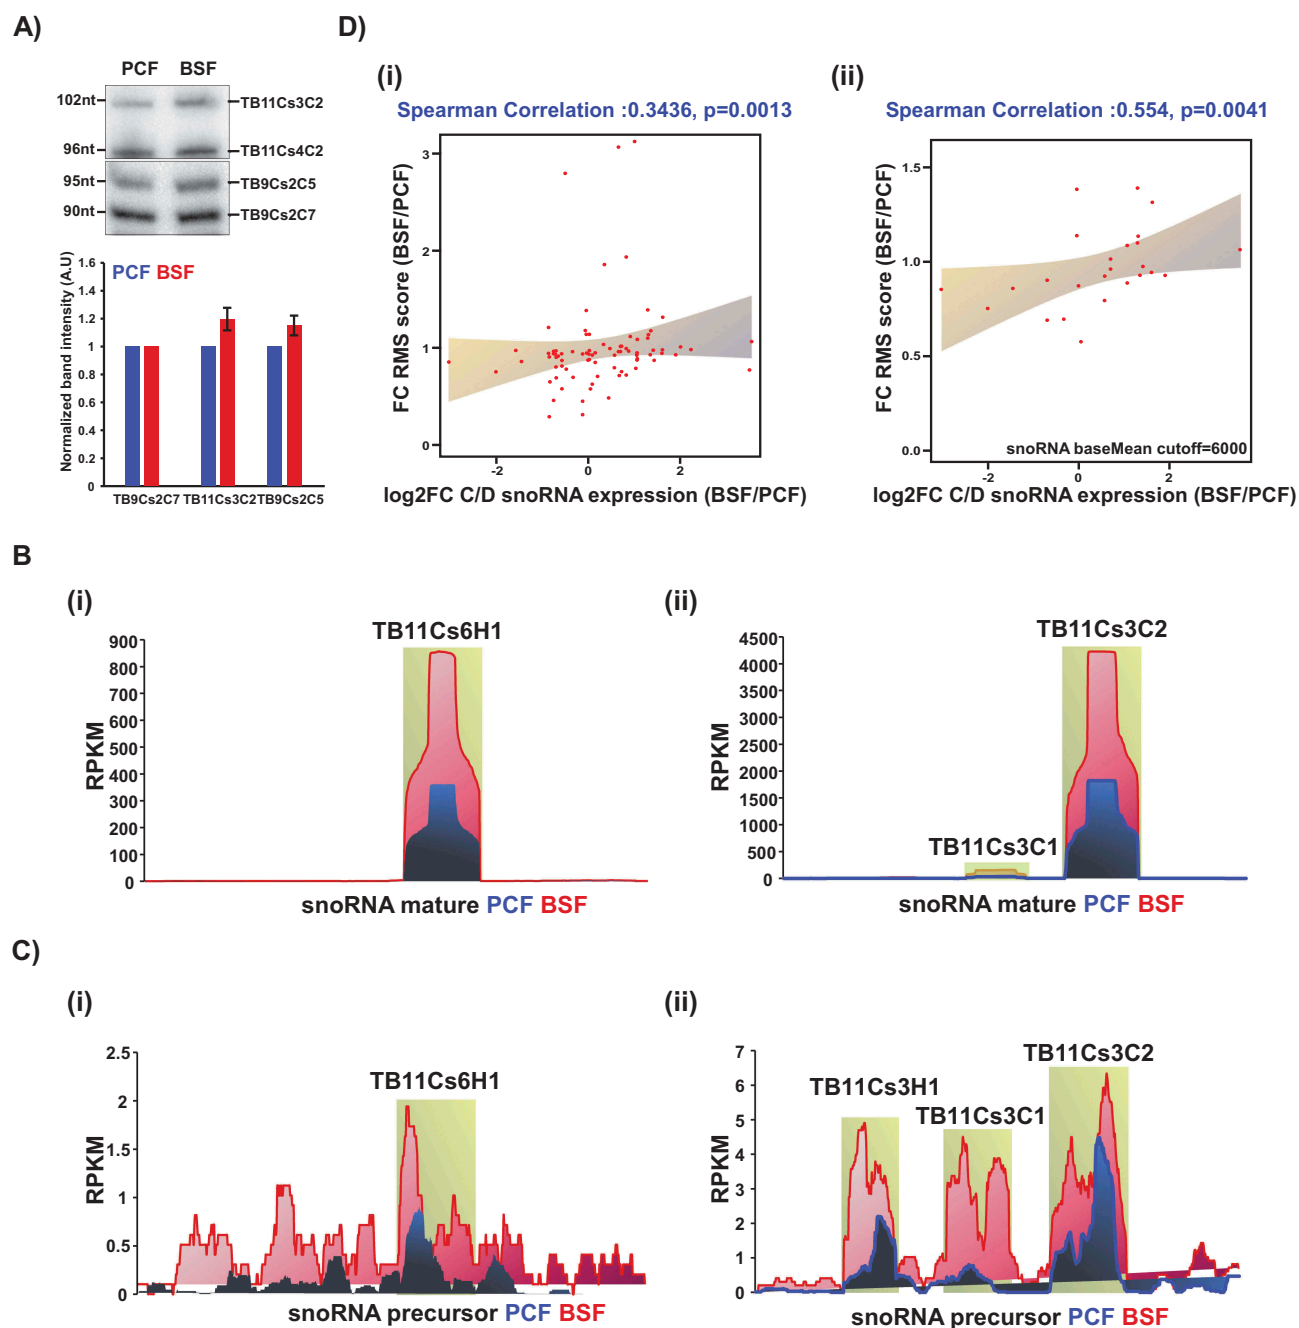 A)
PCF BSF
102nt
TB11Cs3C2
96nt
TB11Cs4C2
95nt
TB9Cs2C5
90nt
TB9Cs2C7
Normalized band intensity (A.U)
PCF BSF
1.6
1.4
1.2
1
0.8
0.6
0.4
0.2
0
TB9Cs2C7 TB11Cs3C2 TB9Cs2C5
D)
(i)
Spearman Correlation :0.3436, p=0.0013
FC RMS score (BSF/PCF)
3
2
1
0
-2 0 2
log2FC C/D snoRNA expression (BSF/PCF)
(ii)
Spearman Correlation :0.554, p=0.0041
FC RMS score (BSF/PCF)
1.5
1.0
0.5
0.0
snoRNA baseMean cutoff=6000
-2 0 2
log2FC C/D snoRNA expression (BSF/PCF)
B
(i)
TB11Cs6H1
RPKM
900
800
700
600
500
400
300
200
100
0
snoRNA mature PCF BSF
(ii)
TB11Cs3C2
TB11Cs3C1
RPKM
4500
4000
3500
3000
2500
2000
1500
1000
500
0
snoRNA mature PCF BSF
C)
(i)
TB11Cs6H1
RPKM
2.5
2
1.5
1
0.5
0
snoRNA precursor PCF BSF
(ii)
TB11Cs3C2
TB11Cs3H1
TB11Cs3C1
RPKM
7
6
5
4
3
2
1
0
snoRNA precursor PCF BSF